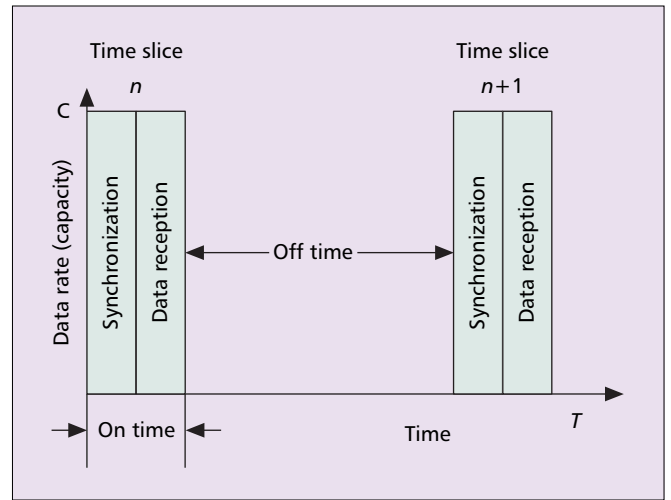 Time slice
n
Time slice
n+1
C
Data rate (capacity)
Synchronization
Data reception
Off time
Synchronization
Data reception
On time
Time
T